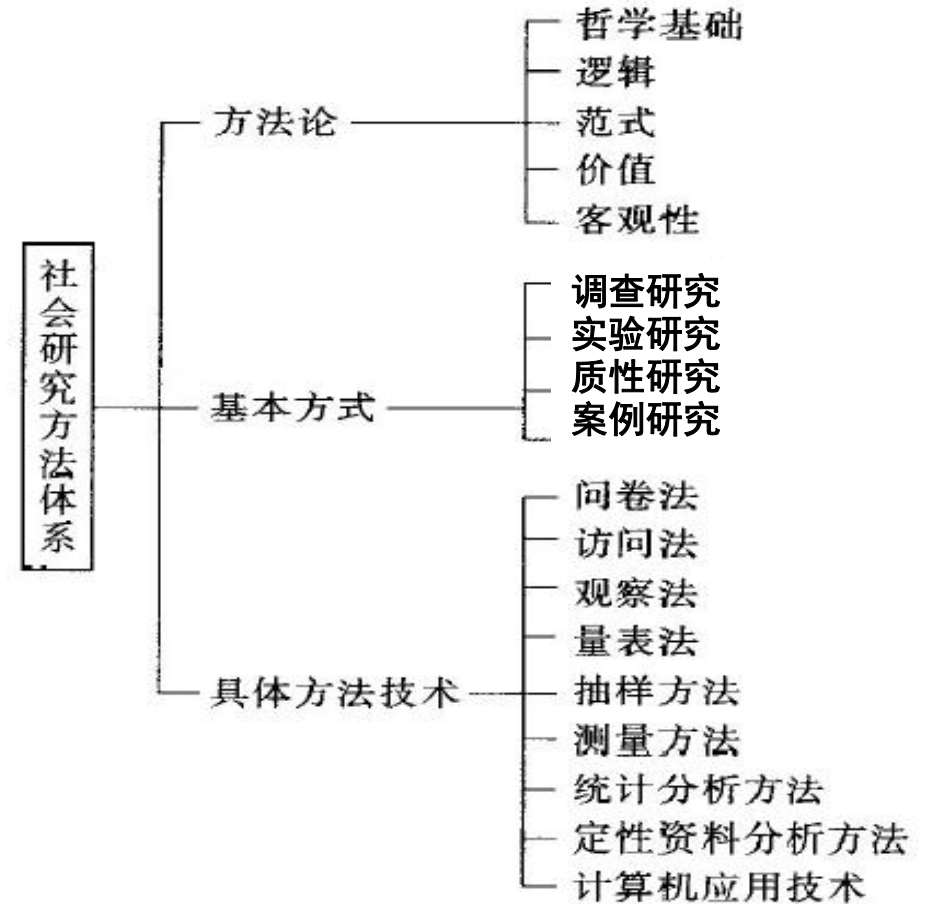 社会研究方法体系
方法论
哲学基础
逻辑
范式
价值
客观性
基本方式
调查研究
实验研究
质性研究
案例研究
具体方法技术
问卷法
访问法
观察法
量表法
抽样方法
测量方法
统计分析方法
定性资料分析方法
计算机应用技术